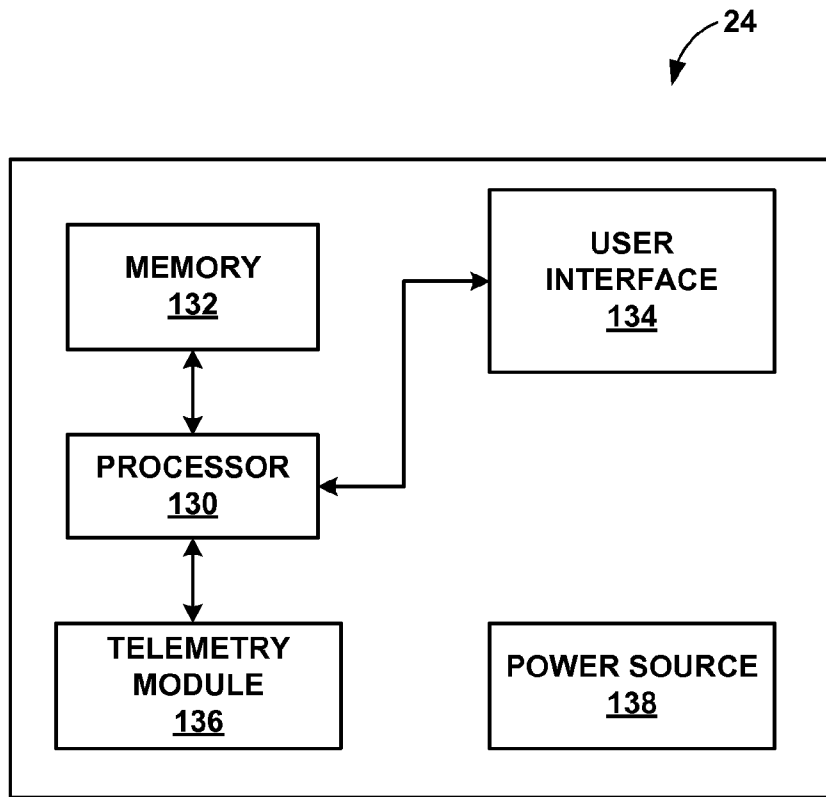 24
MEMORY
132
USER
INTERFACE
134
PROCESSOR
130
TELEMETRY
MODULE
136
POWER SOURCE
138